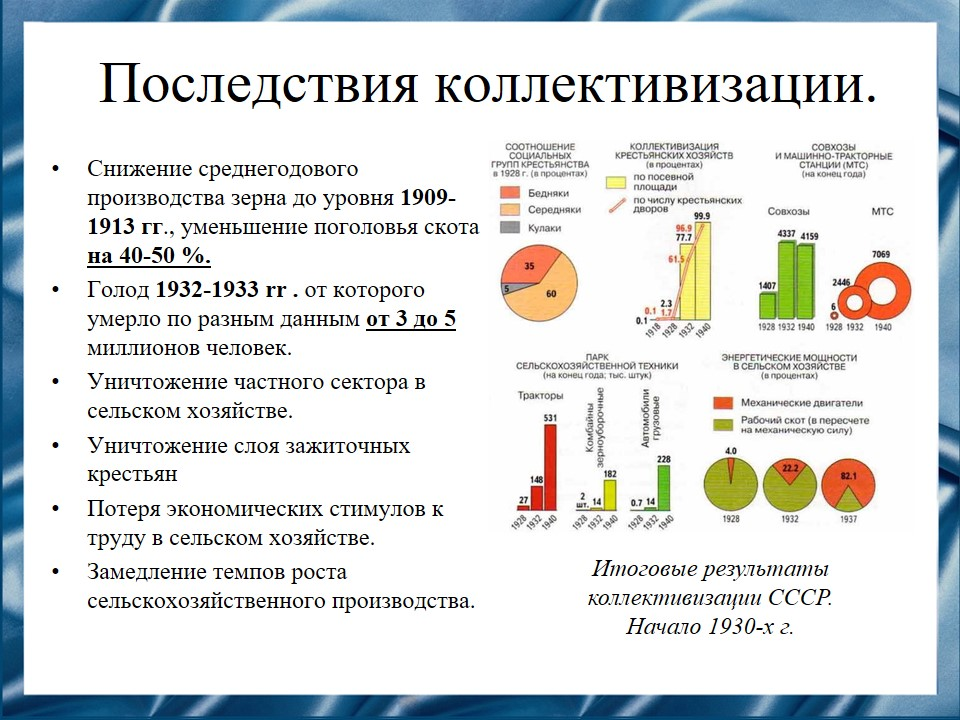 Последствия коллективизации.
• Снижение среднегодового
производства зерна до уровня 1909-
1913 гг., уменьшение поголовья скота
на 40-50 %.
• Голод 1932-1933 rr . от которого
умерло по разным данным от 3 до 5
миллионов человек.
• Уничтожение частного сектора в
сельском хозяйстве.
• Уничтожение слоя зажиточных
крестьян
• Потеря экономических стимулов к
труду в сельском хозяйстве.
• Замедление темпов роста
сельскохозяйственного производства.
СООТНОШЕНИЕ
СОЦИАЛЬНЫХ
ГРУПП КРЕСТЬЯНСТВА
в 1928 г. (в процентах)
Бедняки
Середняки
Кулаки
35
5
60
КОЛЛЕКТИВИЗАЦИЯ
КРЕСТЬЯНСКИХ ХОЗЯЙСТВ
(в процентах)
по посевной
площади
по числу крестьянских
дворов
99.9
96.9
77.7
61.5
2.3
0.1 1.7
0.1
1918 1928 1932 1940
СОВХОЗЫ
И МАШИННО-ТРАКТОРНЫЕ
СТАНЦИИ (МТС)
(на конец года)
Совхозы
МТС
4337 4159
1407
1928 1932 1940
7069
2446
6
1928 1932 1940
ПАРК
СЕЛЬСКОХОЗЯЙСТВЕННОЙ ТЕХНИКИ
(на конец года; тыс. штук)
Тракторы
531
148
27
1928 1932 1940
Комбайны
зерноуборочные
182
2
шт.
14
1928 1932 1940
Автомобили
грузовые
228
0.7 14
1928 1932 1940
ЭНЕРГЕТИЧЕСКИЕ МОЩНОСТИ
В СЕЛЬСКОМ ХОЗЯЙСТВЕ
(в процентах)
Механические двигатели
Рабочий скот (в пересчете
на механическую силу)
4.0
22.2
82.1
1928 1932 1937
Итоговые результаты
коллективизации СССР.
Начало 1930-х г.